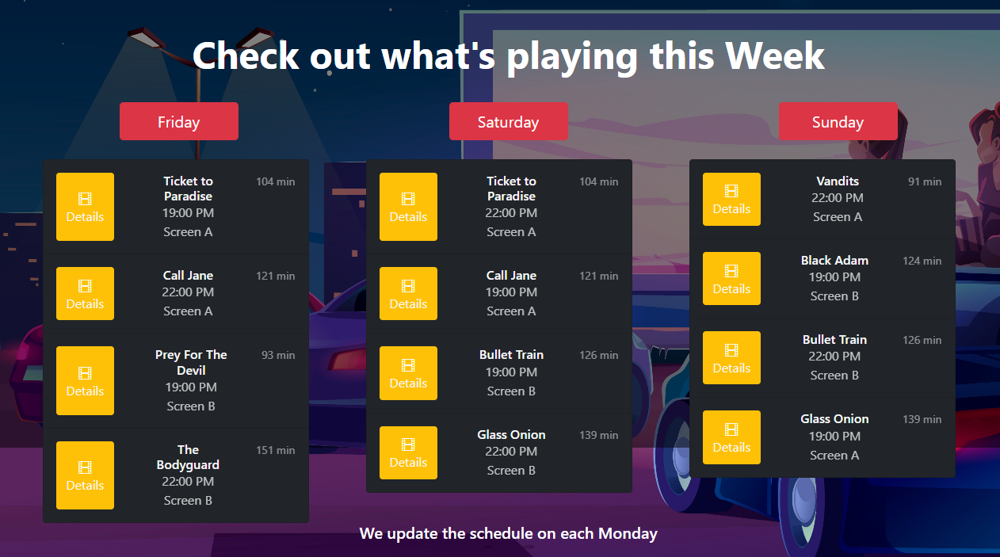 Check out what's playing this Week
Friday
Details
Ticket to
Paradise
19:00 PM
Screen A
104 min
Details
Call Jane
22:00 PM
Screen A
121 min
Details
Prey For The
Devil
19:00 PM
Screen B
93 min
Details
The
Bodyguard
22:00 PM
Screen B
151 min
Saturday
Details
Ticket to
Paradise
22:00 PM
Screen A
104 min
Details
Call Jane
19:00 PM
Screen A
121 min
Details
Bullet Train
19:00 PM
Screen B
126 min
Details
Glass Onion
22:00 PM
Screen B
139 min
Sunday
Details
Vandits
22:00 PM
Screen A
91 min
Details
Black Adam
19:00 PM
Screen B
124 min
Details
Bullet Train
22:00 PM
Screen B
126 min
Details
Glass Onion
19:00 PM
Screen A
139 min
We update the schedule on each Monday